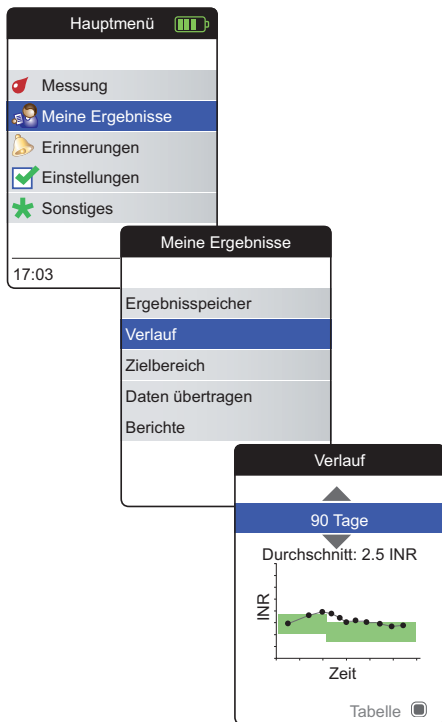 Hauptmenü
Messung
Meine Ergebnisse
Erinnerungen
Einstellungen
Sonstiges
17:03
Meine Ergebnisse
Ergebnisspeicher
Verlauf
Zielbereich
Daten übertragen
Berichte
Verlauf
90 Tage
Durchschnitt: 2.5 INR
INR
Zeit
Tabelle